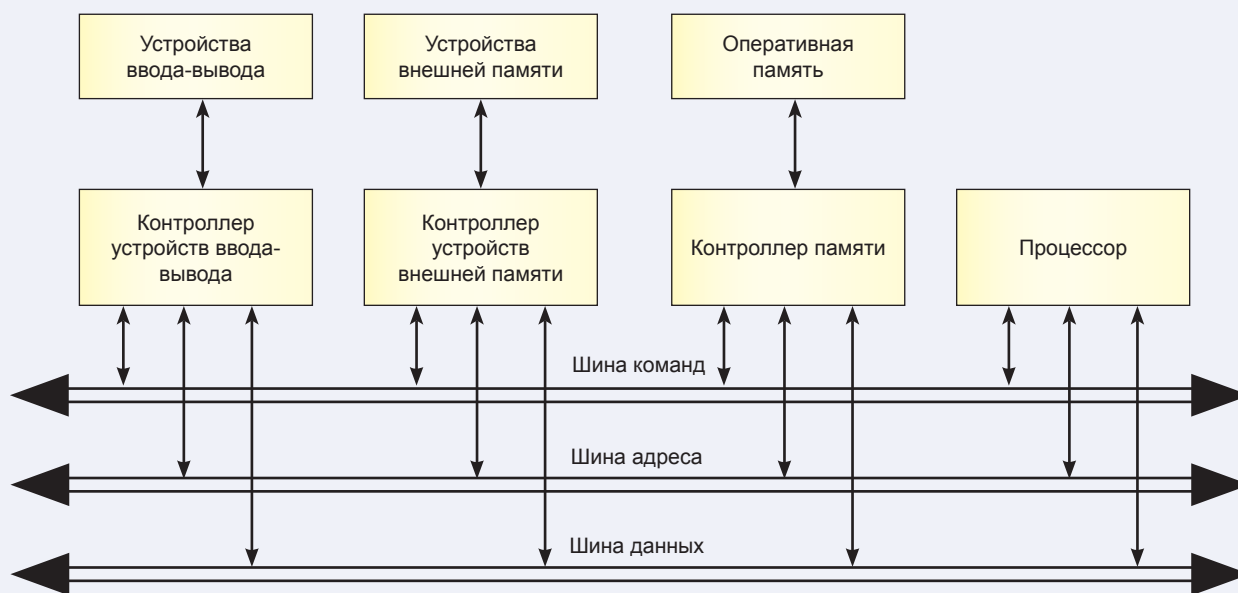 Устройства
ввода-вывода
Устройства
внешней памяти
Оперативная
память
Контроллер
устройств ввода-
вывода
Контроллер
устройств
внешней памяти
Контроллер памяти
Процессор
Шина команд
Шина адреса
Шина данных